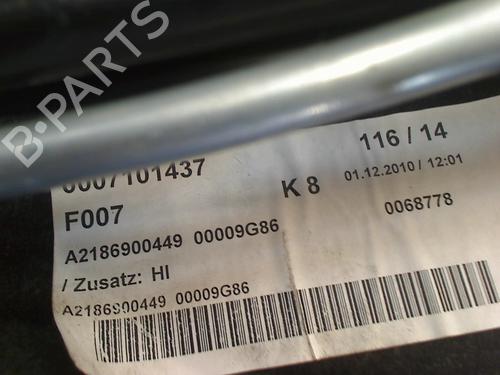 B-PARTS
0007101437
116 / 14
F007
K 8
01.12.2010 / 12:01
A2186900449 00009G86
0068778
/ Zusatz: HI
A2186900449 00009G86